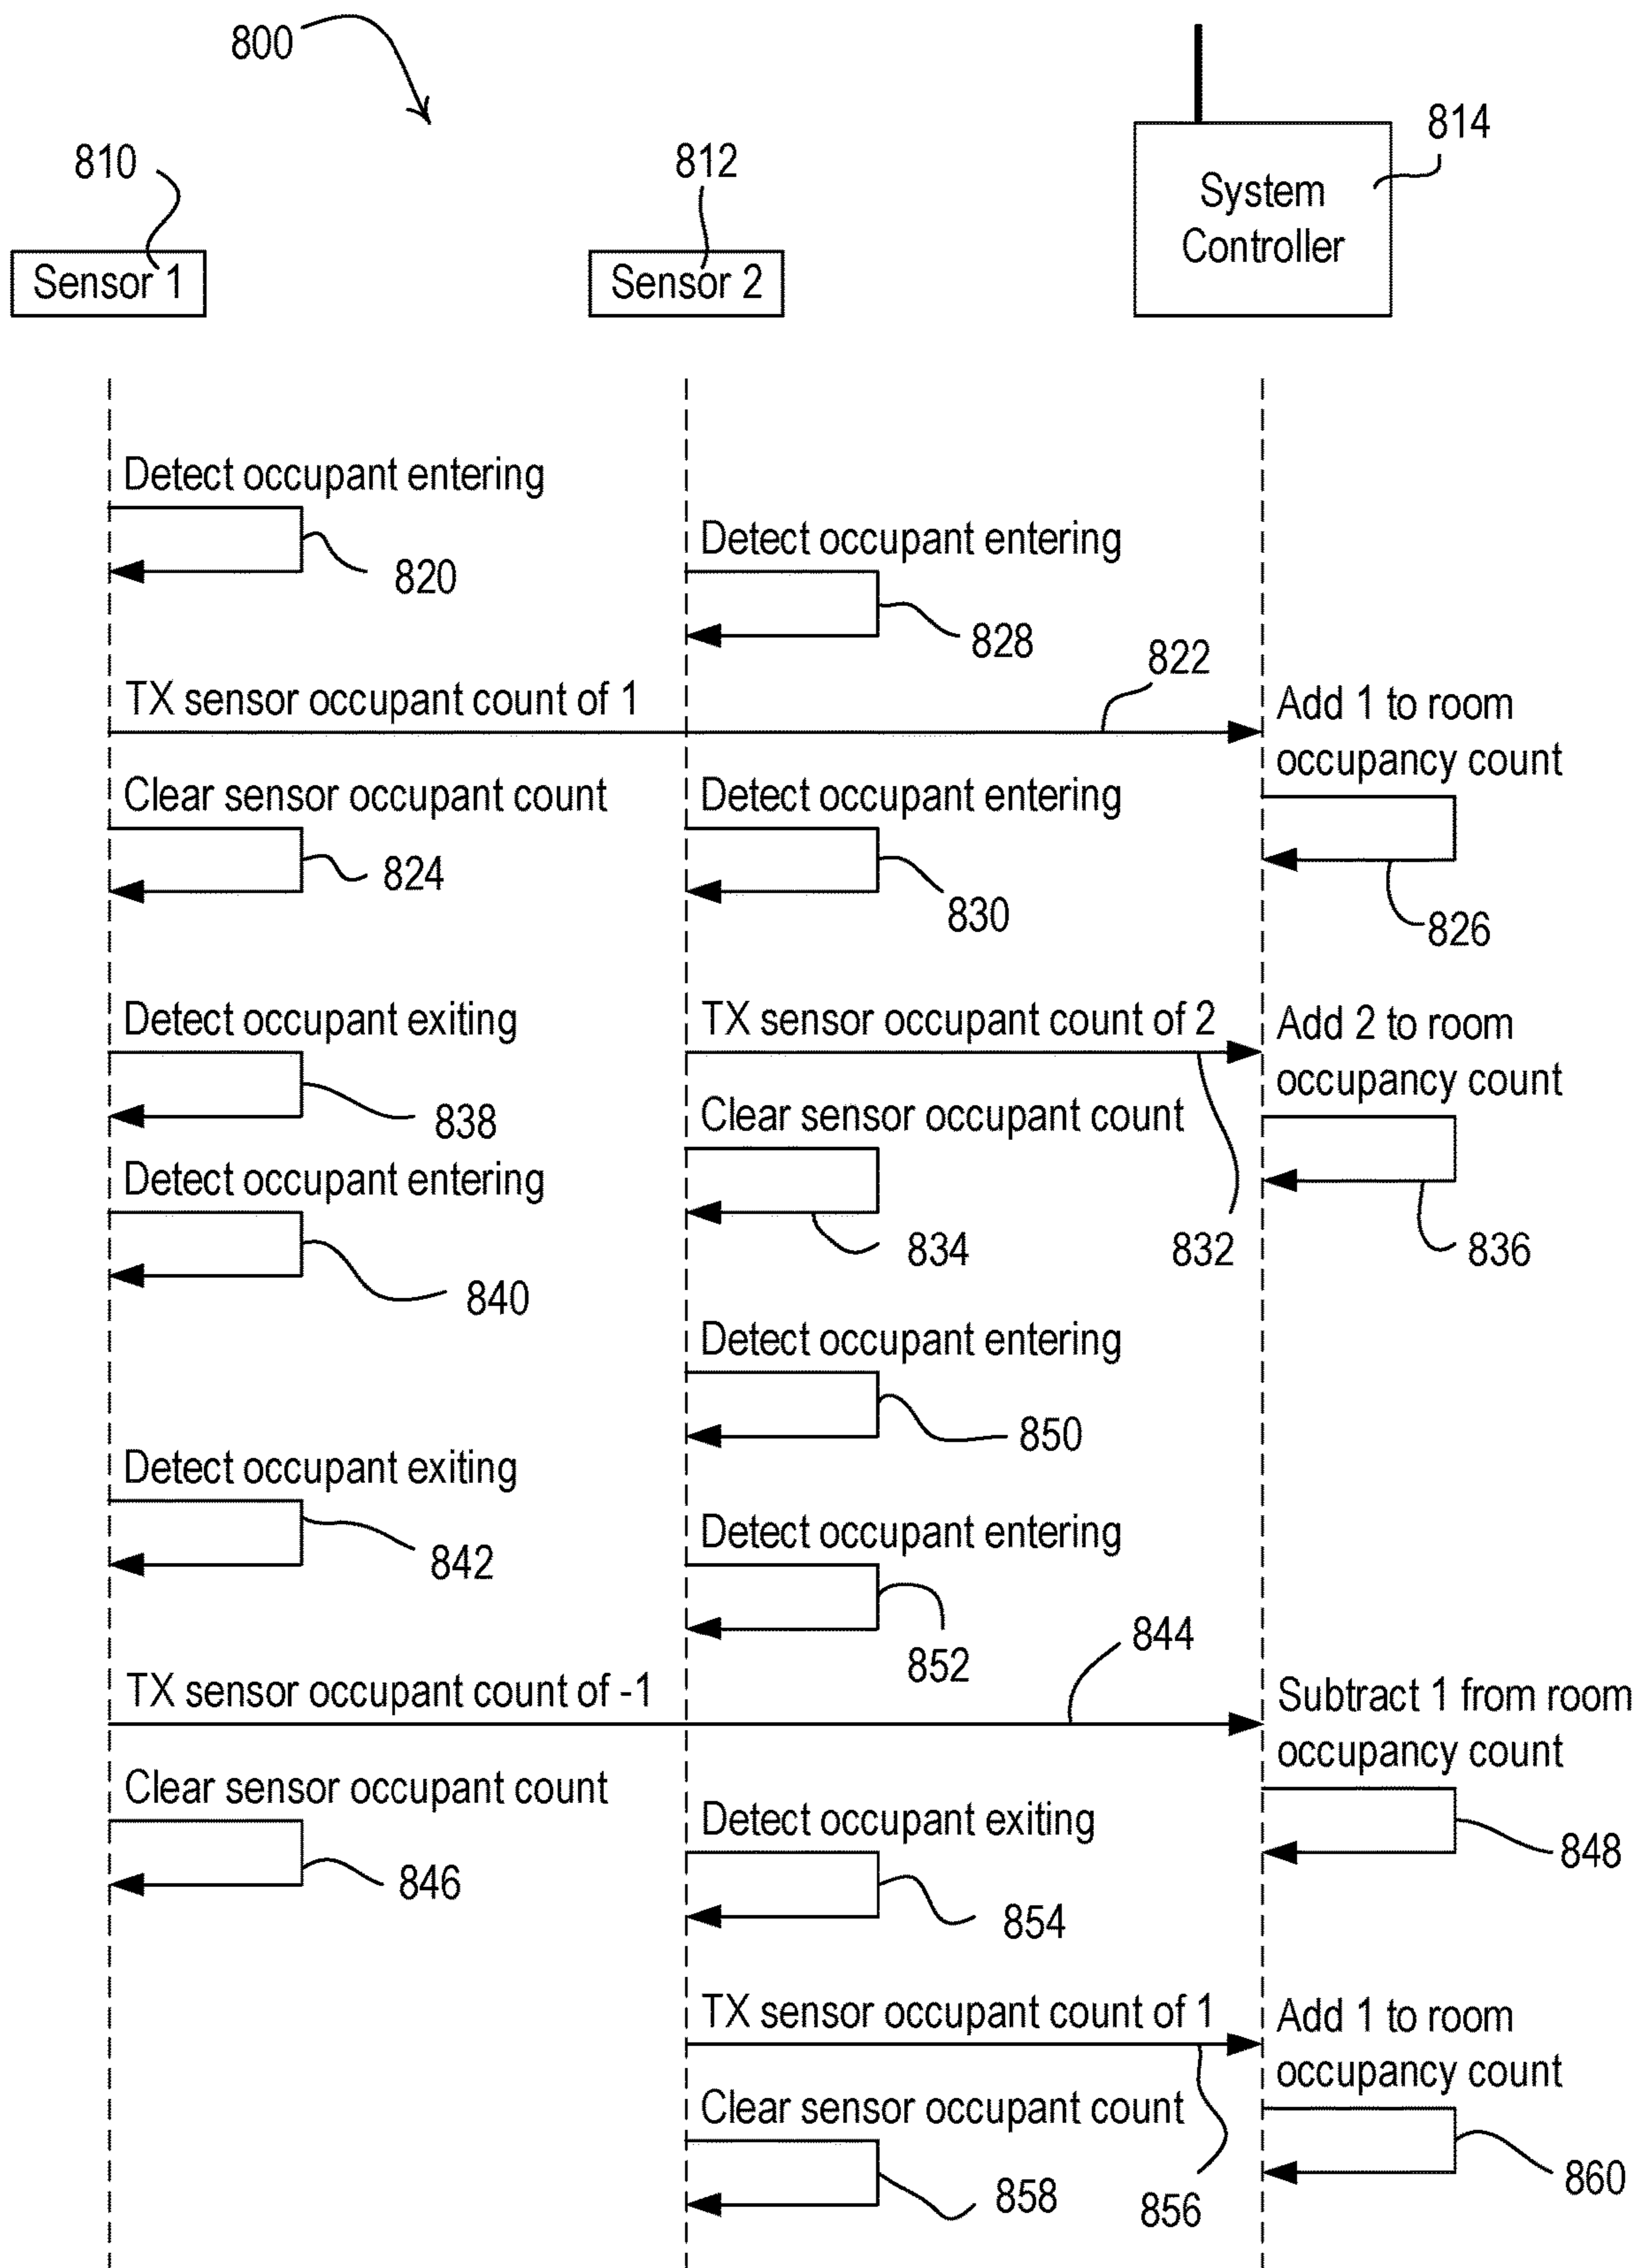 800
810
812
814
System
Controller
Sensor 1
Sensor 2
Detect occupant entering
820
Detect occupant entering
828
822
TX sensor occupant count of 1
Add 1 to room
occupancy count
Clear sensor occupant count
824
Detect occupant entering
830
826
Detect occupant exiting
838
TX sensor occupant count of 2
Add 2 to room
occupancy count
Clear sensor occupant count
834
832
836
Detect occupant entering
840
Detect occupant entering
850
Detect occupant exiting
842
Detect occupant entering
852
844
TX sensor occupant count of -1
Subtract 1 from room
occupancy count
Clear sensor occupant count
846
Detect occupant exiting
854
848
TX sensor occupant count of 1
Add 1 to room
occupancy count
Clear sensor occupant count
858
856
860